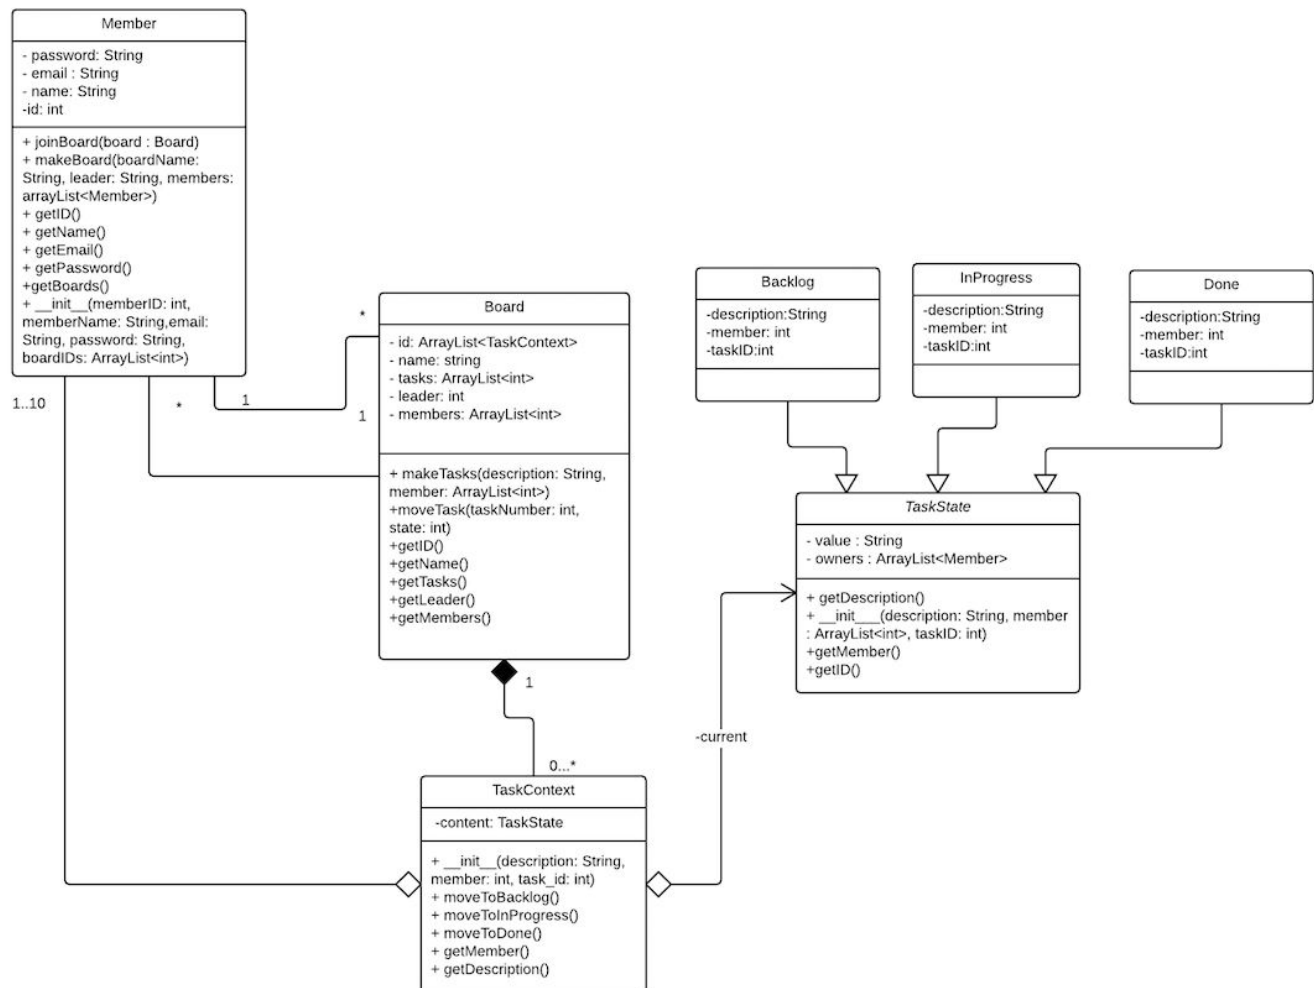 Member
- password: String
- email : String
- name: String
-id: int
+ joinBoard(board : Board)
+ makeBoard(boardName:
String, leader: String, members:
arrayList<Member>)
+ getID()
+ getName()
+ getEmail()
+ getPassword()
+getBoards()
+ __init__(memberID: int,
memberName: String,email:
String, password: String,
boardIDs: ArrayList<int>)
1..10
*
1
*
1
Board
- id: ArrayList<TaskContext>
- name: string
- tasks: ArrayList<int>
- leader: int
- members: ArrayList<int>
+ makeTasks(description: String,
member: ArrayList<int>)
+moveTask(taskNumber: int,
state: int)
+getID()
+getName()
+getTasks()
+getLeader()
+getMembers()
1
0...*
TaskContext
-content: TaskState
+ __init__(description: String,
member: int, task_id: int)
+ moveToBacklog()
+ moveToInProgress()
+ moveToDone()
+ getMember()
+ getDescription()
-current
Backlog
-description:String
-member: int
-taskID:int
InProgress
-description:String
-member: int
-taskID:int
Done
-description:String
-member: int
-taskID:int
TaskState
- value : String
- owners : ArrayList<Member>
+ getDescription()
+ __init___(description: String, member
: ArrayList<int>, taskID: int)
+getMember()
+getID()